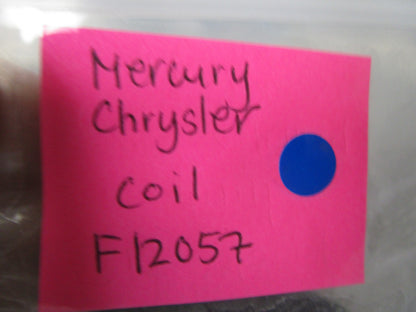 Mercury
Chrysler
coil
F12057